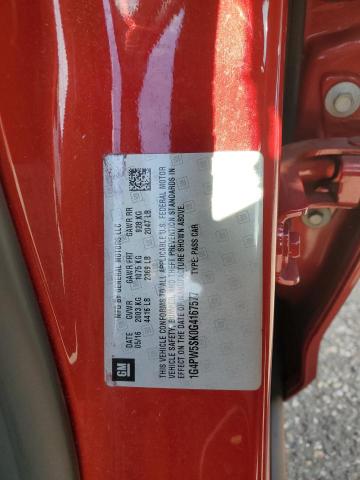 MFD BY GENERAL MOTORS LLC
DATE GVWR GAWR FRT GAWR RR
05/16 2003 KG 1075 KG 928 KG
4416 LB 2369 LB 2047 LB
THIS VEHICLE CONFORMS TO ALL APPLICABLE U.S. FEDERAL MOTOR
VEHICLE SAFETY, BUMPER, AND THEFT PREVENTION STANDARDS IN
EFFECT ON THE DATE OF MANUFACTURE SHOWN ABOVE.
1G4PW5SK0G4167577 TYPE: PASS CAR
GM